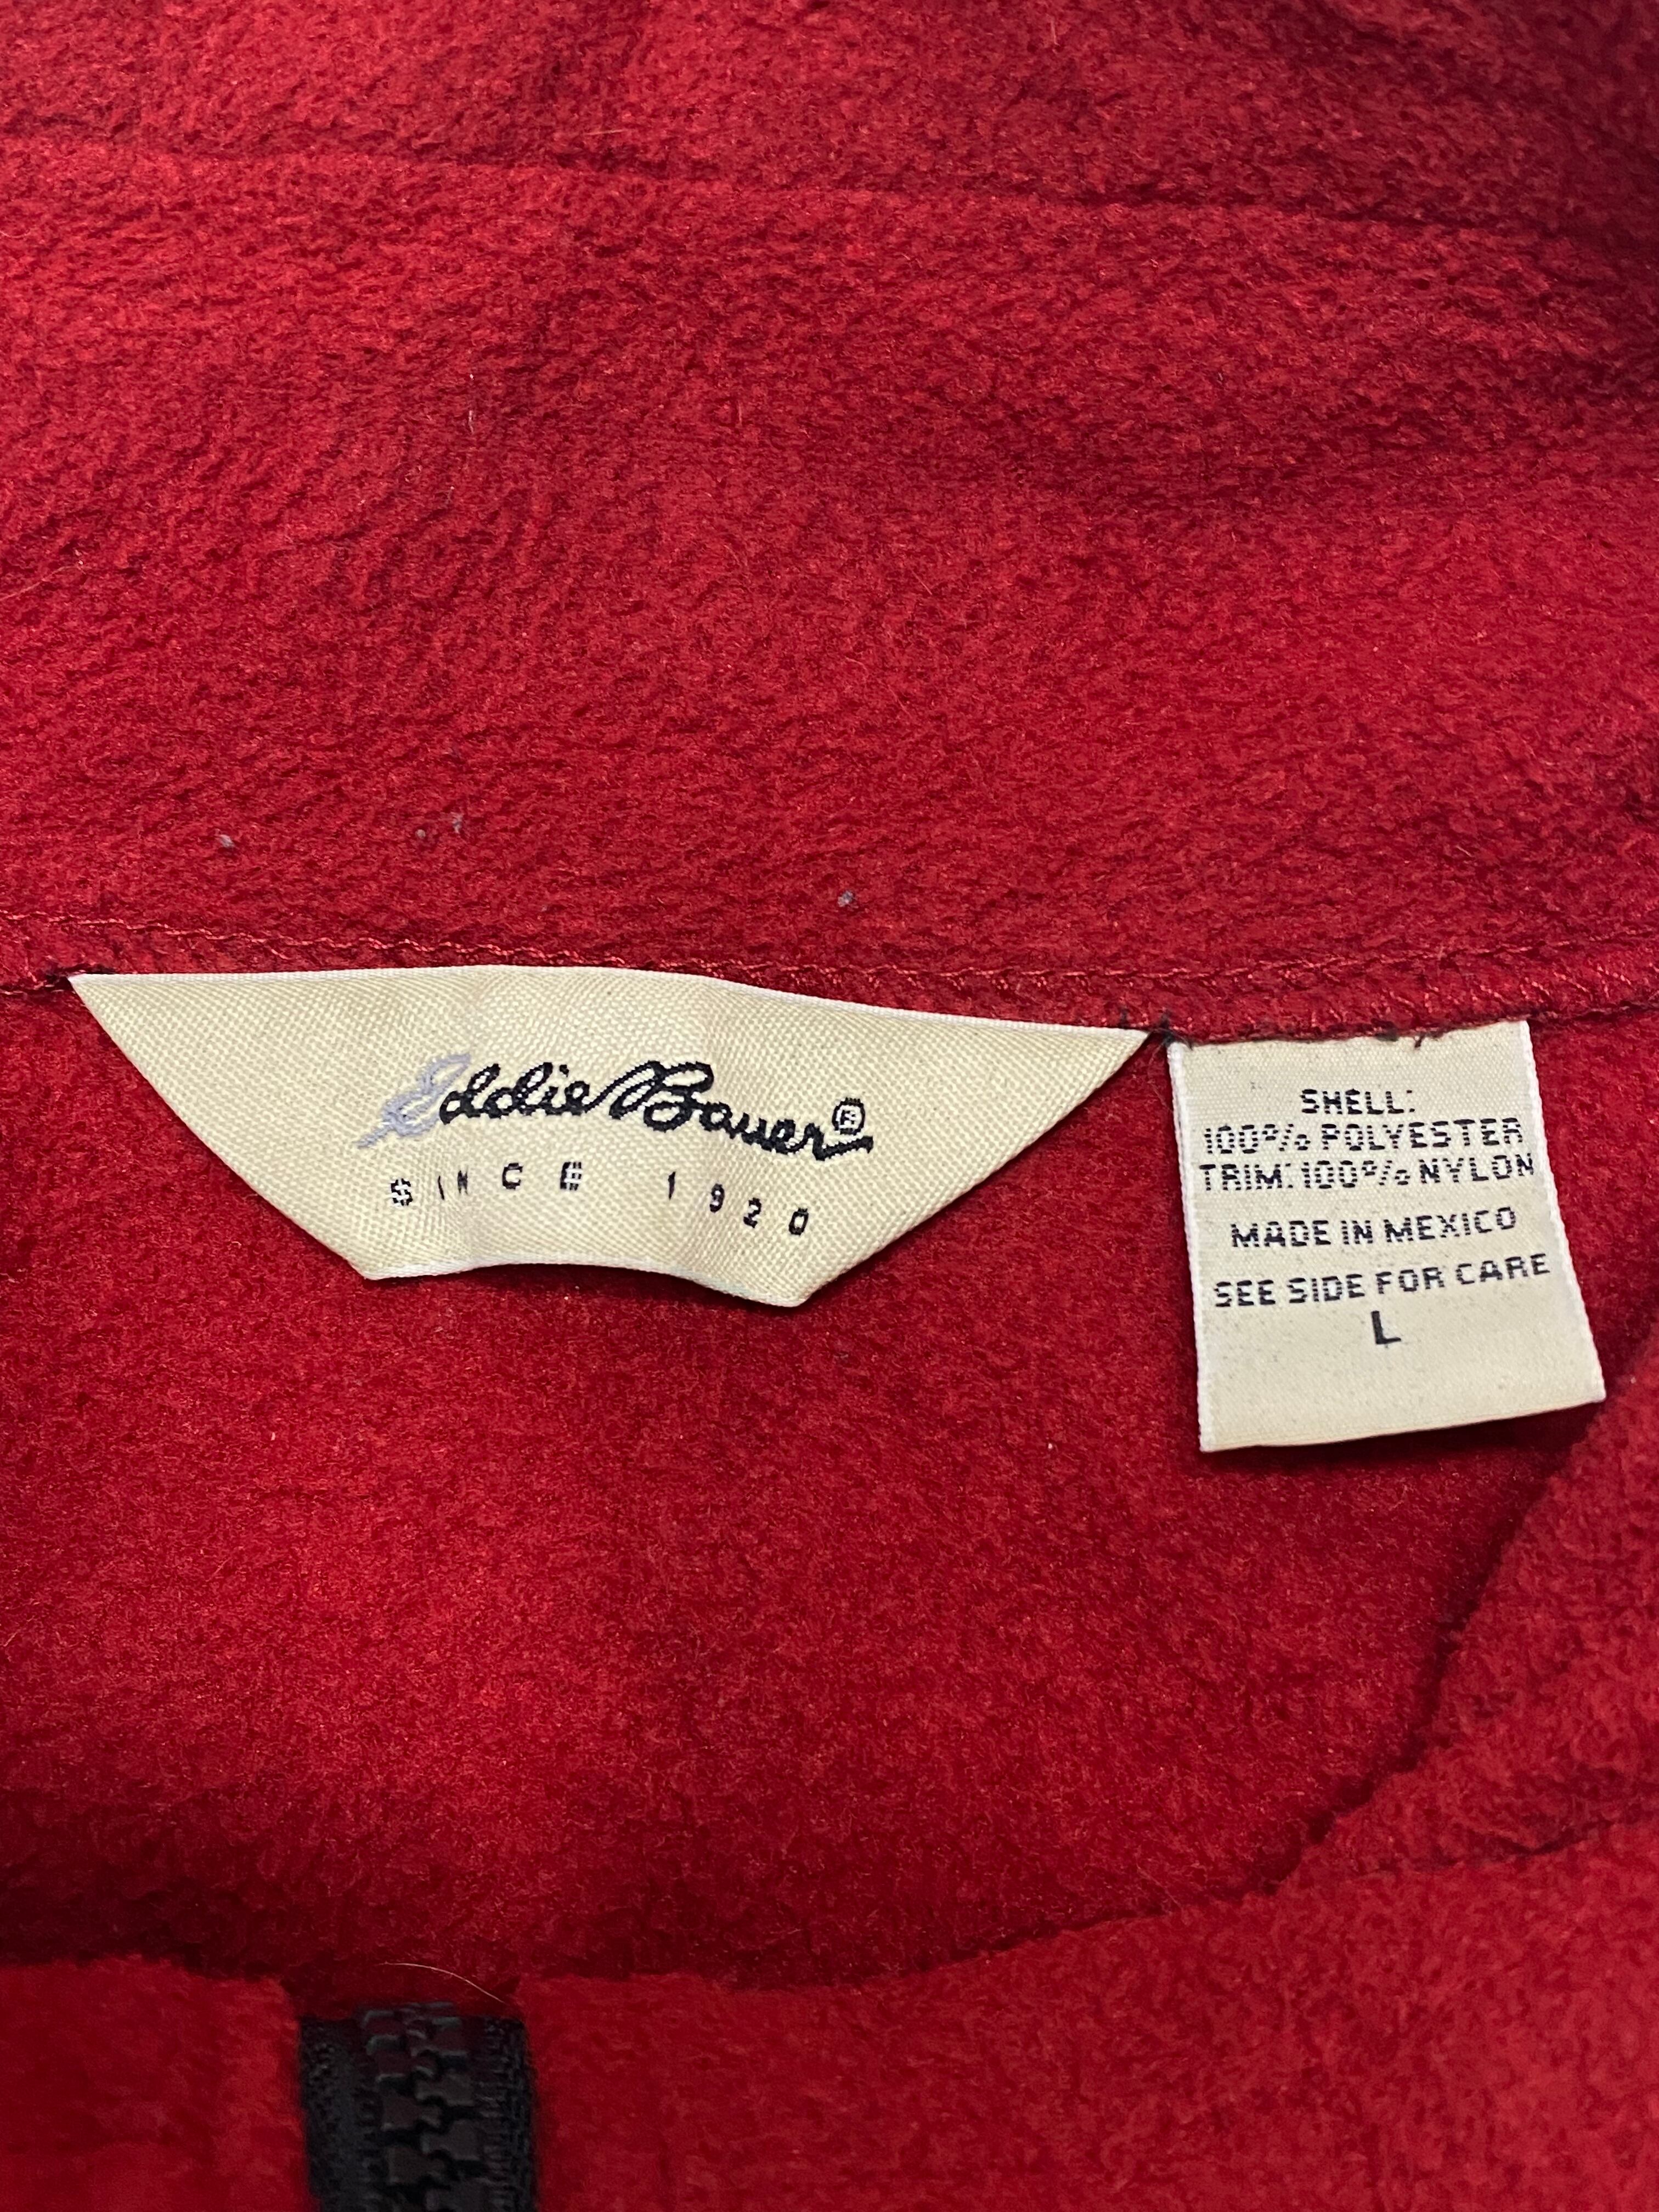 Eddie Bauer®
SINCE 1920
SHELL:
100% POLYESTER
TRIM: 100% NYLON
MADE IN MEXICO
SEE SIDE FOR CARE
L